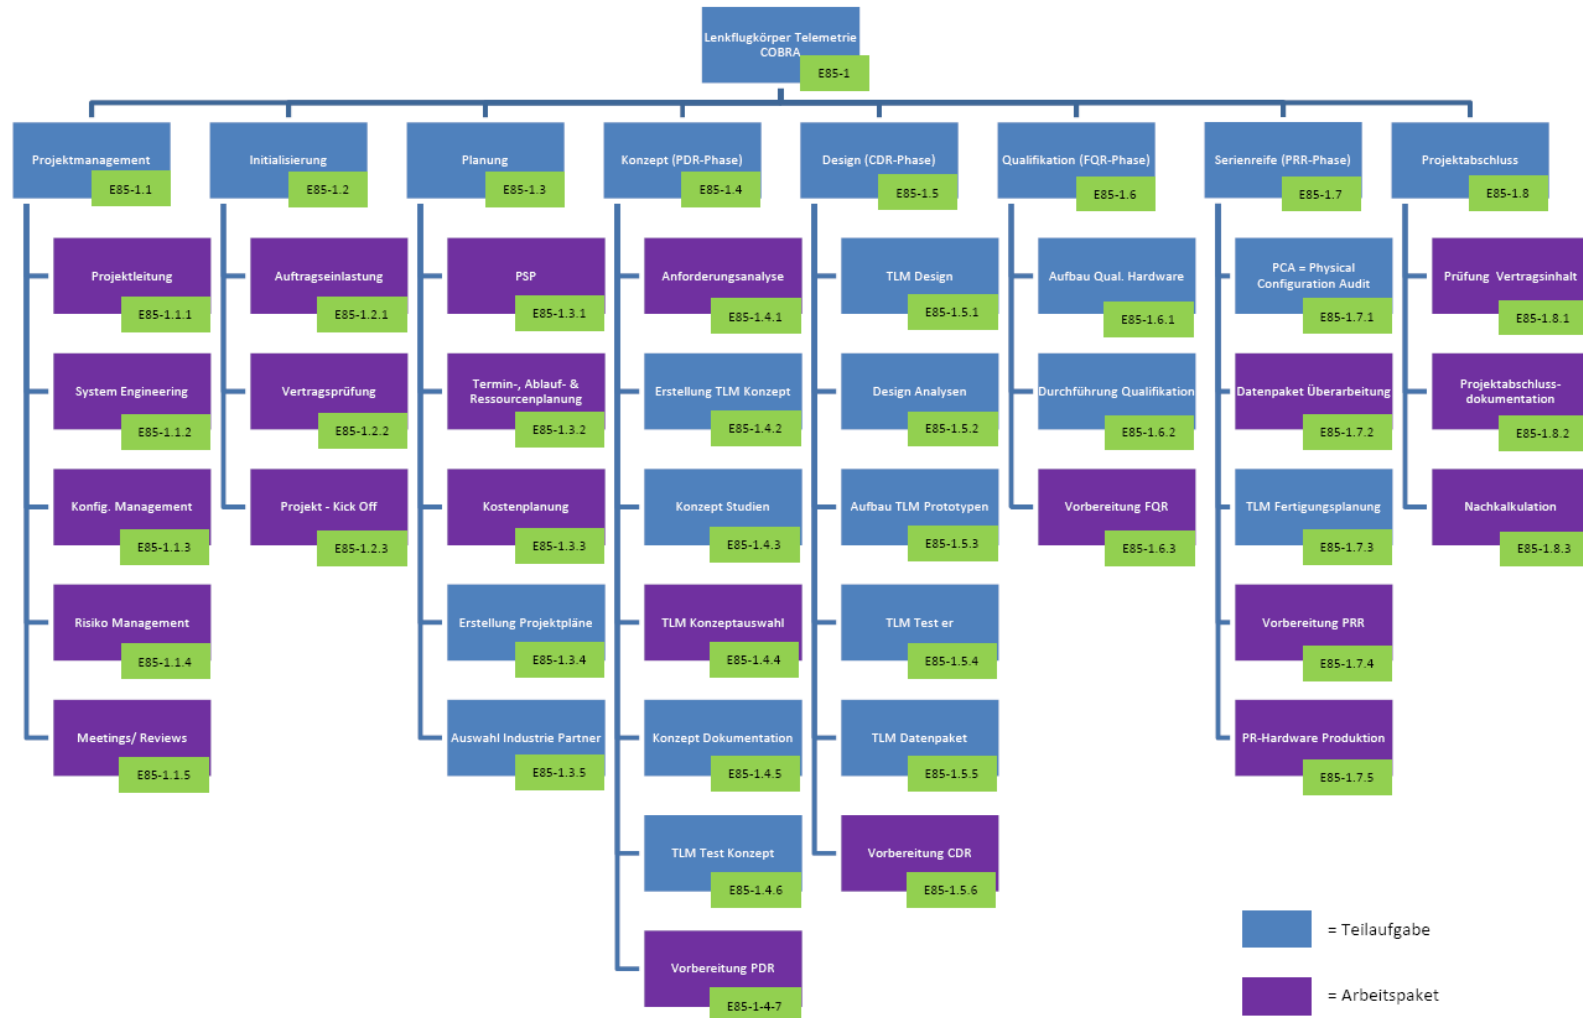 Lenkflugkörper Telemetrie
COBRA
E85-1
Projektmanagement
E85-1.1
Projektleitung
E85-1.1.1
System Engineering
E85-1.1.2
Konfig. Management
E85-1.1.3
Risiko Management
E85-1.1.4
Meetings/ Reviews
E85-1.1.5
Initialisierung
E85-1.2
Auftragseinlastung
E85-1.2.1
Vertragsprüfung
E85-1.2.2
Projekt - Kick Off
E85-1.2.3
Planung
E85-1.3
PSP
E85-1.3.1
Termin-, Ablauf- &
Ressourcenplanung
E85-1.3.2
Kostenplanung
E85-1.3.3
Erstellung Projektpläne
E85-1.3.4
Auswahl Industrie Partner
E85-1.3.5
Konzept (PDR-Phase)
E85-1.4
Anforderungsanalyse
E85-1.4.1
Erstellung TLM Konzept
E85-1.4.2
Konzept Studien
E85-1.4.3
TLM Konzeptauswahl
E85-1.4.4
Konzept Dokumentation
E85-1.4.5
TLM Test Konzept
E85-1.4.6
Vorbereitung PDR
E85-1-4-7
Design (CDR-Phase)
E85-1.5
TLM Design
E85-1.5.1
Design Analysen
E85-1.5.2
Aufbau TLM Prototypen
E85-1.5.3
TLM Test er
E85-1.5.4
TLM Datenpaket
E85-1.5.5
Vorbereitung CDR
E85-1.5.6
Qualifikation (FQR-Phase)
E85-1.6
Aufbau Qual. Hardware
E85-1.6.1
Durchführung Qualifikation
E85-1.6.2
Vorbereitung FQR
E85-1.6.3
Serienreife (PRR-Phase)
E85-1.7
PCA = Physical
Configuration Audit
E85-1.7.1
Datenpaket Überarbeitung
E85-1.7.2
TLM Fertigungsplanung
E85-1.7.3
Vorbereitung PRR
E85-1.7.4
PR-Hardware Produktion
E85-1.7.5
Projektabschluss
E85-1.8
Prüfung Vertragsinhalt
E85-1.8.1
Projektabschluss-
dokumentation
E85-1.8.2
Nachkalkulation
E85-1.8.3
= Teilaufgabe
= Arbeitspaket